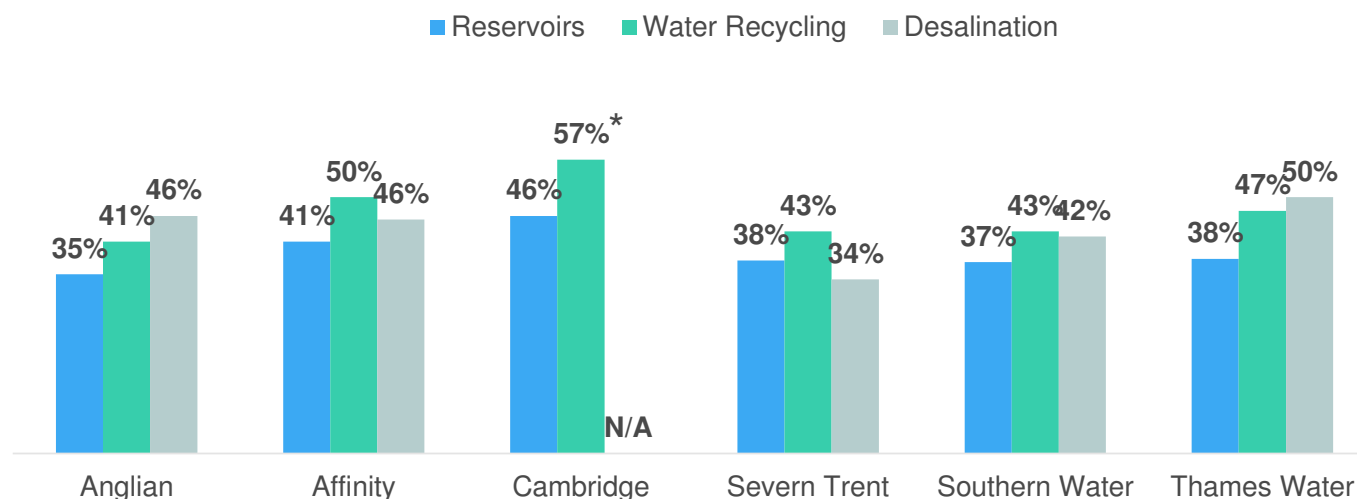 Reservoirs Water Recycling Desalination
35% 41% 46% 41% 50% 46% 46% 57%* N/A 38% 43% 34% 37% 43% 42% 38% 47% 50%
Anglian Affinity Cambridge Severn Trent Southern Water Thames Water